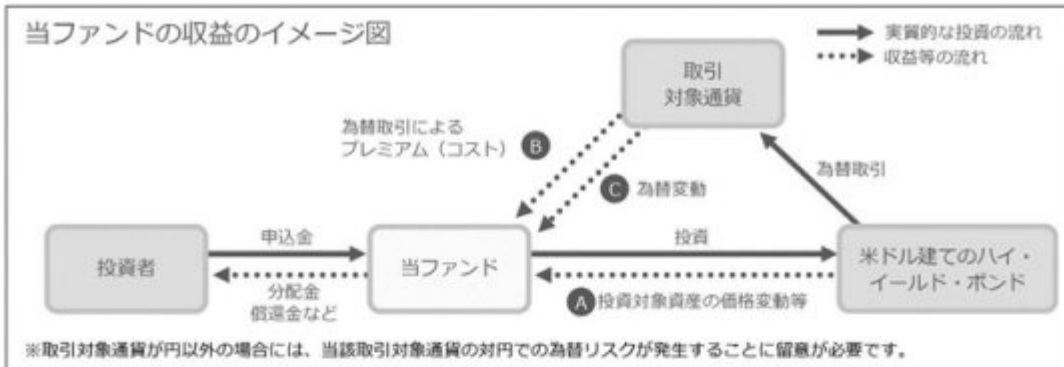 当ファンドの収益のイメージ図
実質的な投資の流れ
収益等の流れ
取引
対象通貨
為替取引による
プレミアム（コスト）
B
C 為替変動
為替取引
投資者
申込金
分配金
償還金など
当ファンド
投資
A 投資対象資産の価格変動等
米ドル建てのハイ・
イールド・ボンド
※取引対象通貨が円以外の場合には、当該取引対象通貨の対円での為替リスクが発生することに留意が必要です。